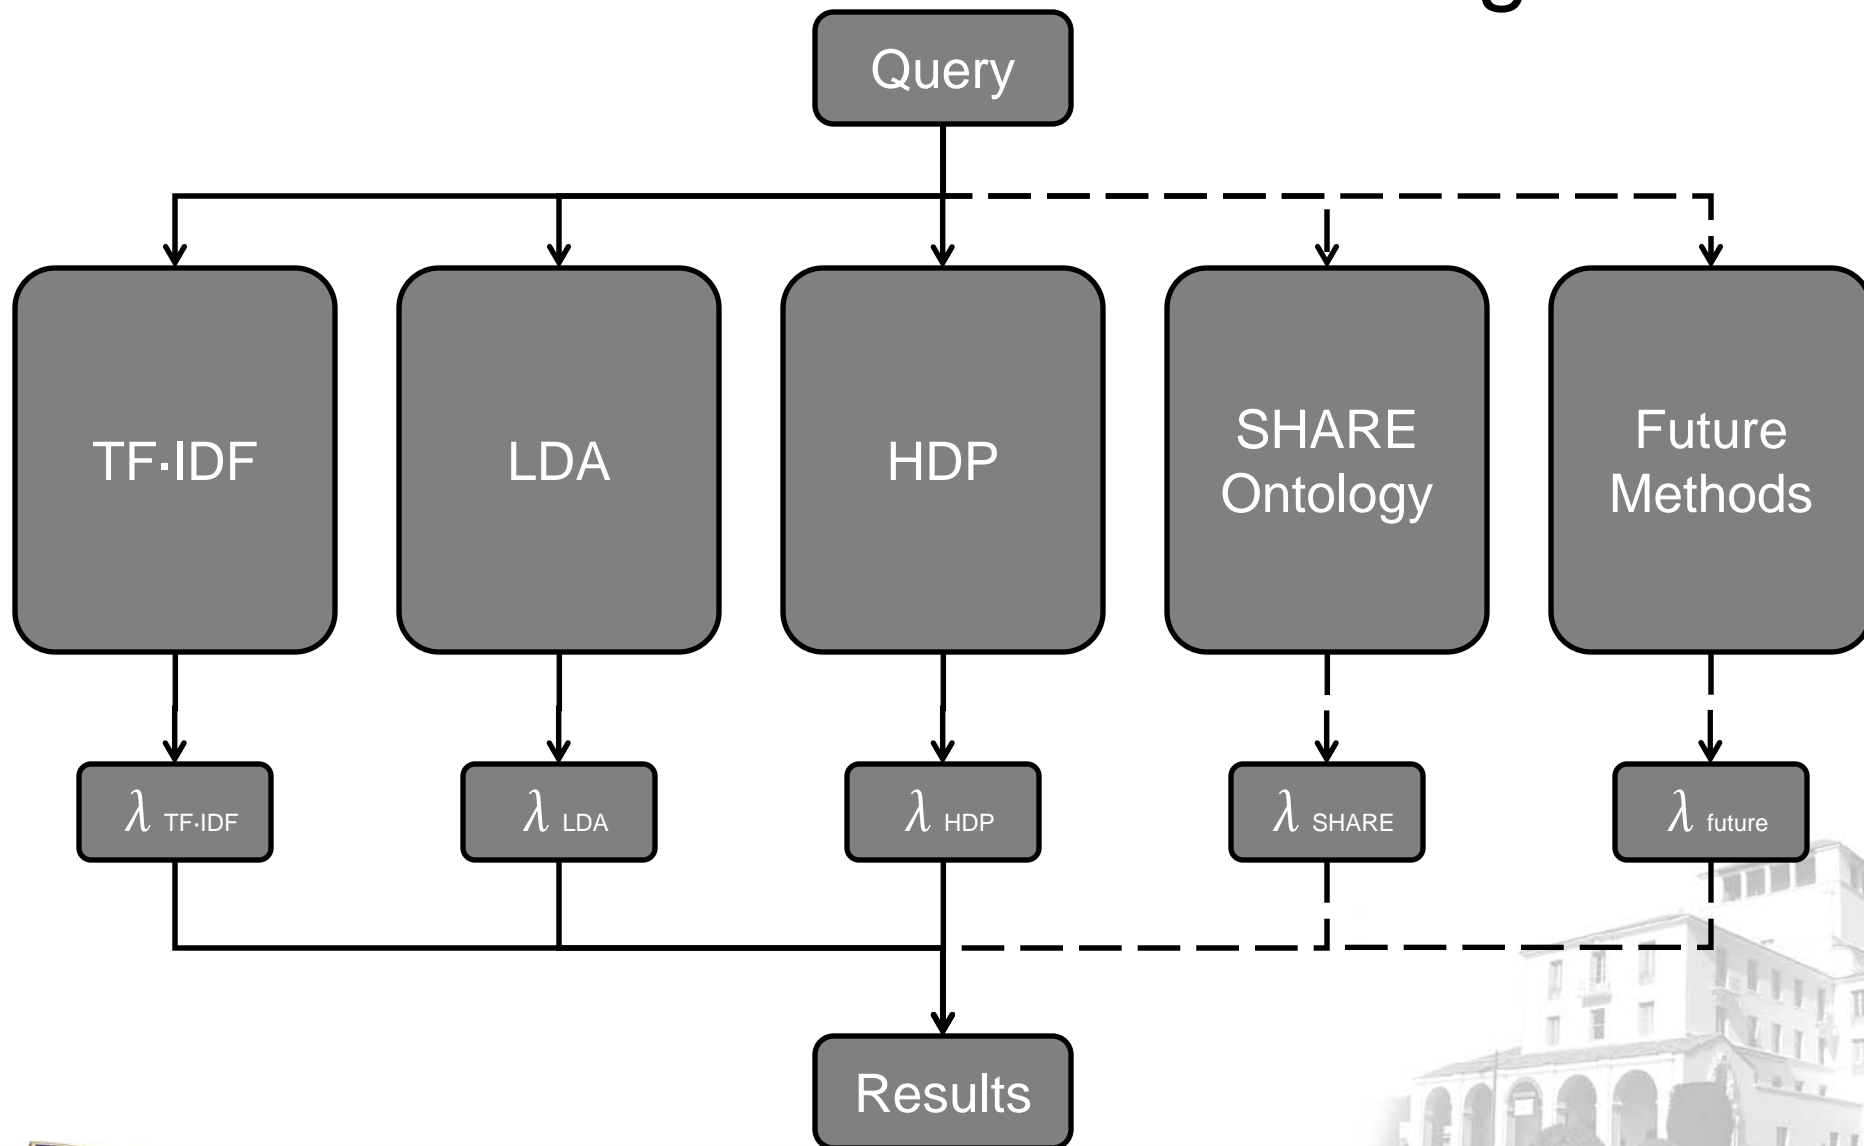 Query
TF·IDF
LDA
HDP
SHARE
Ontology
Future
Methods
λ TF·IDF
λ LDA
λ HDP
λ SHARE
λ future
Results